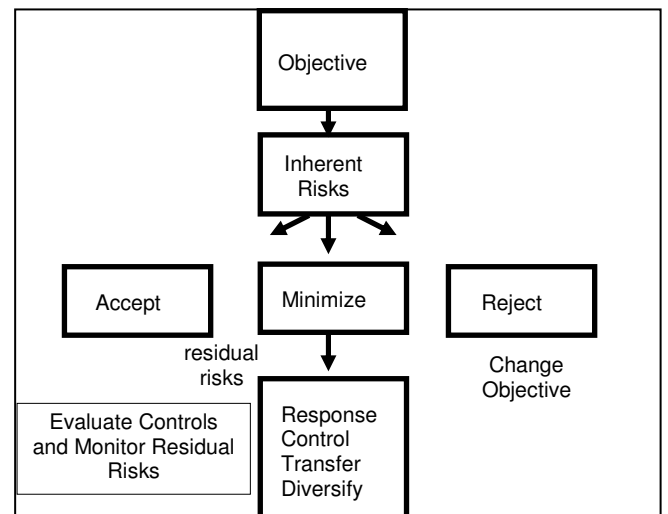 Objective
Inherent
Risks
Accept
Minimize
Reject
residual
risks
Change
Objective
Evaluate Controls
and Monitor Residual
Risks
Response
Control
Transfer
Diversify